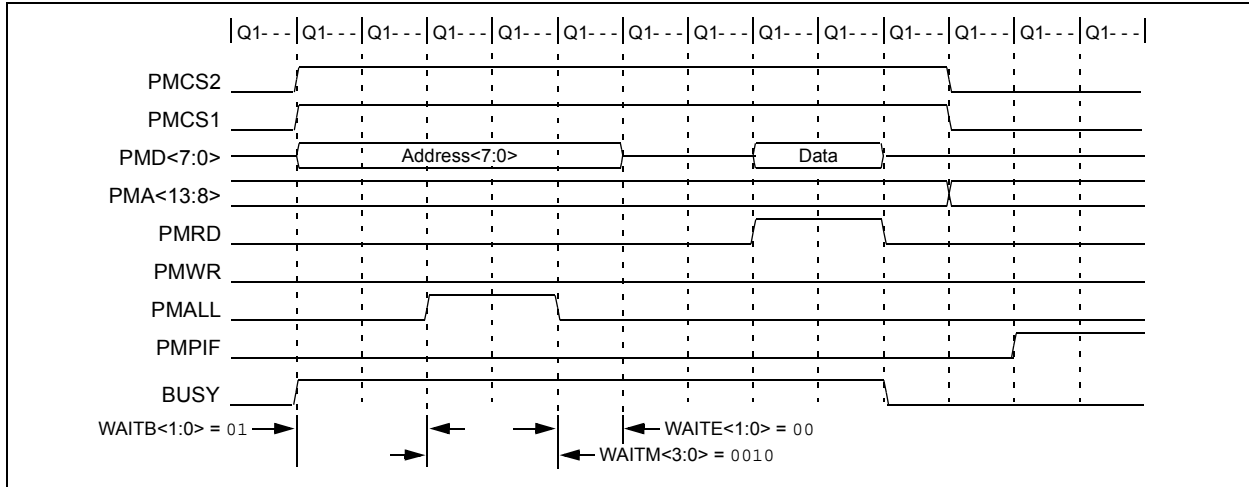 Q1- - - Q1- - - Q1- - - Q1- - - Q1- - - Q1- - - Q1- - - Q1- - - Q1- - - Q1- - - Q1- - - Q1- - - Q1- - - Q1- - -
PMCS2
PMCS1
PMD<7:0> Address<7:0> Data
PMA<13:8>
PMRD
PMWR
PMALL
PMPIF
BUSY
WAITB<1:0> = 01 WAITE<1:0> = 00
WAITM<3:0> = 0010